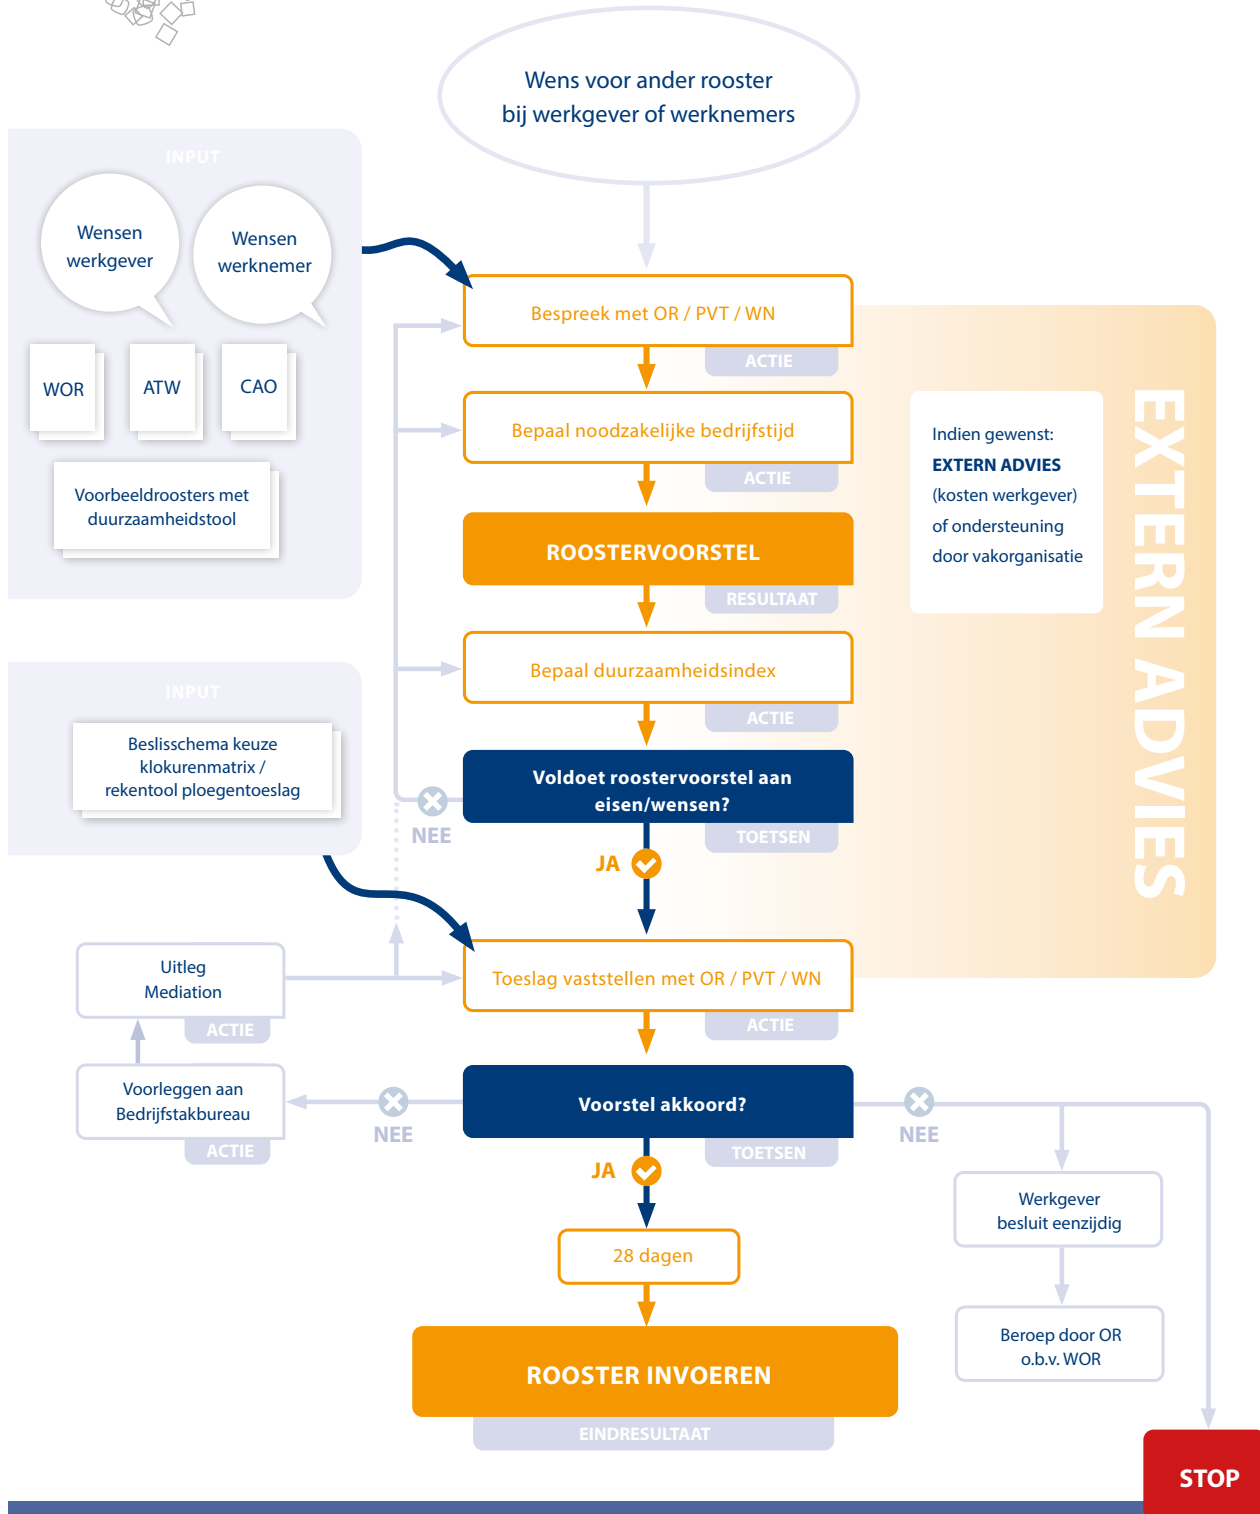 Wens voor ander rooster
bij werkgever of werknemers
INPUT
Wensen
werkgever
Wensen
werknemer
WOR
ATW
CAO
Voorbeeldroosters met
duurzaamheidstool
Bespreek met OR / PVT / WN
ACTIE
Bepaal noodzakelijke bedrijfstijd
ACTIE
ROOSTERVOORSTEL
RESULTAAT
Bepaal duurzaamheidsindex
ACTIE
Indien gewenst:
EXTERN ADVIES
(kosten werkgever)
of ondersteuning
door vakorganisatie
EXTERN ADVIES
INPUT
Beslisschema keuze
klokurenmatrix /
rekentool ploegentoeslag
Voldoet roostervoorstel aan
eisen/wensen?
TOETSEN
NEE
JA
Toeslag vaststellen met OR / PVT / WN
ACTIE
Uitleg
Mediation
ACTIE
Voorleggen aan
Bedrijfstakbureau
ACTIE
NEE
Voorstel akkoord?
TOETSEN
NEE
JA
Werkgever
besluit eenzijdig
28 dagen
Beroep door OR
o.b.v. WOR
ROOSTER INVOEREN
EINDRESULTAAT
STOP